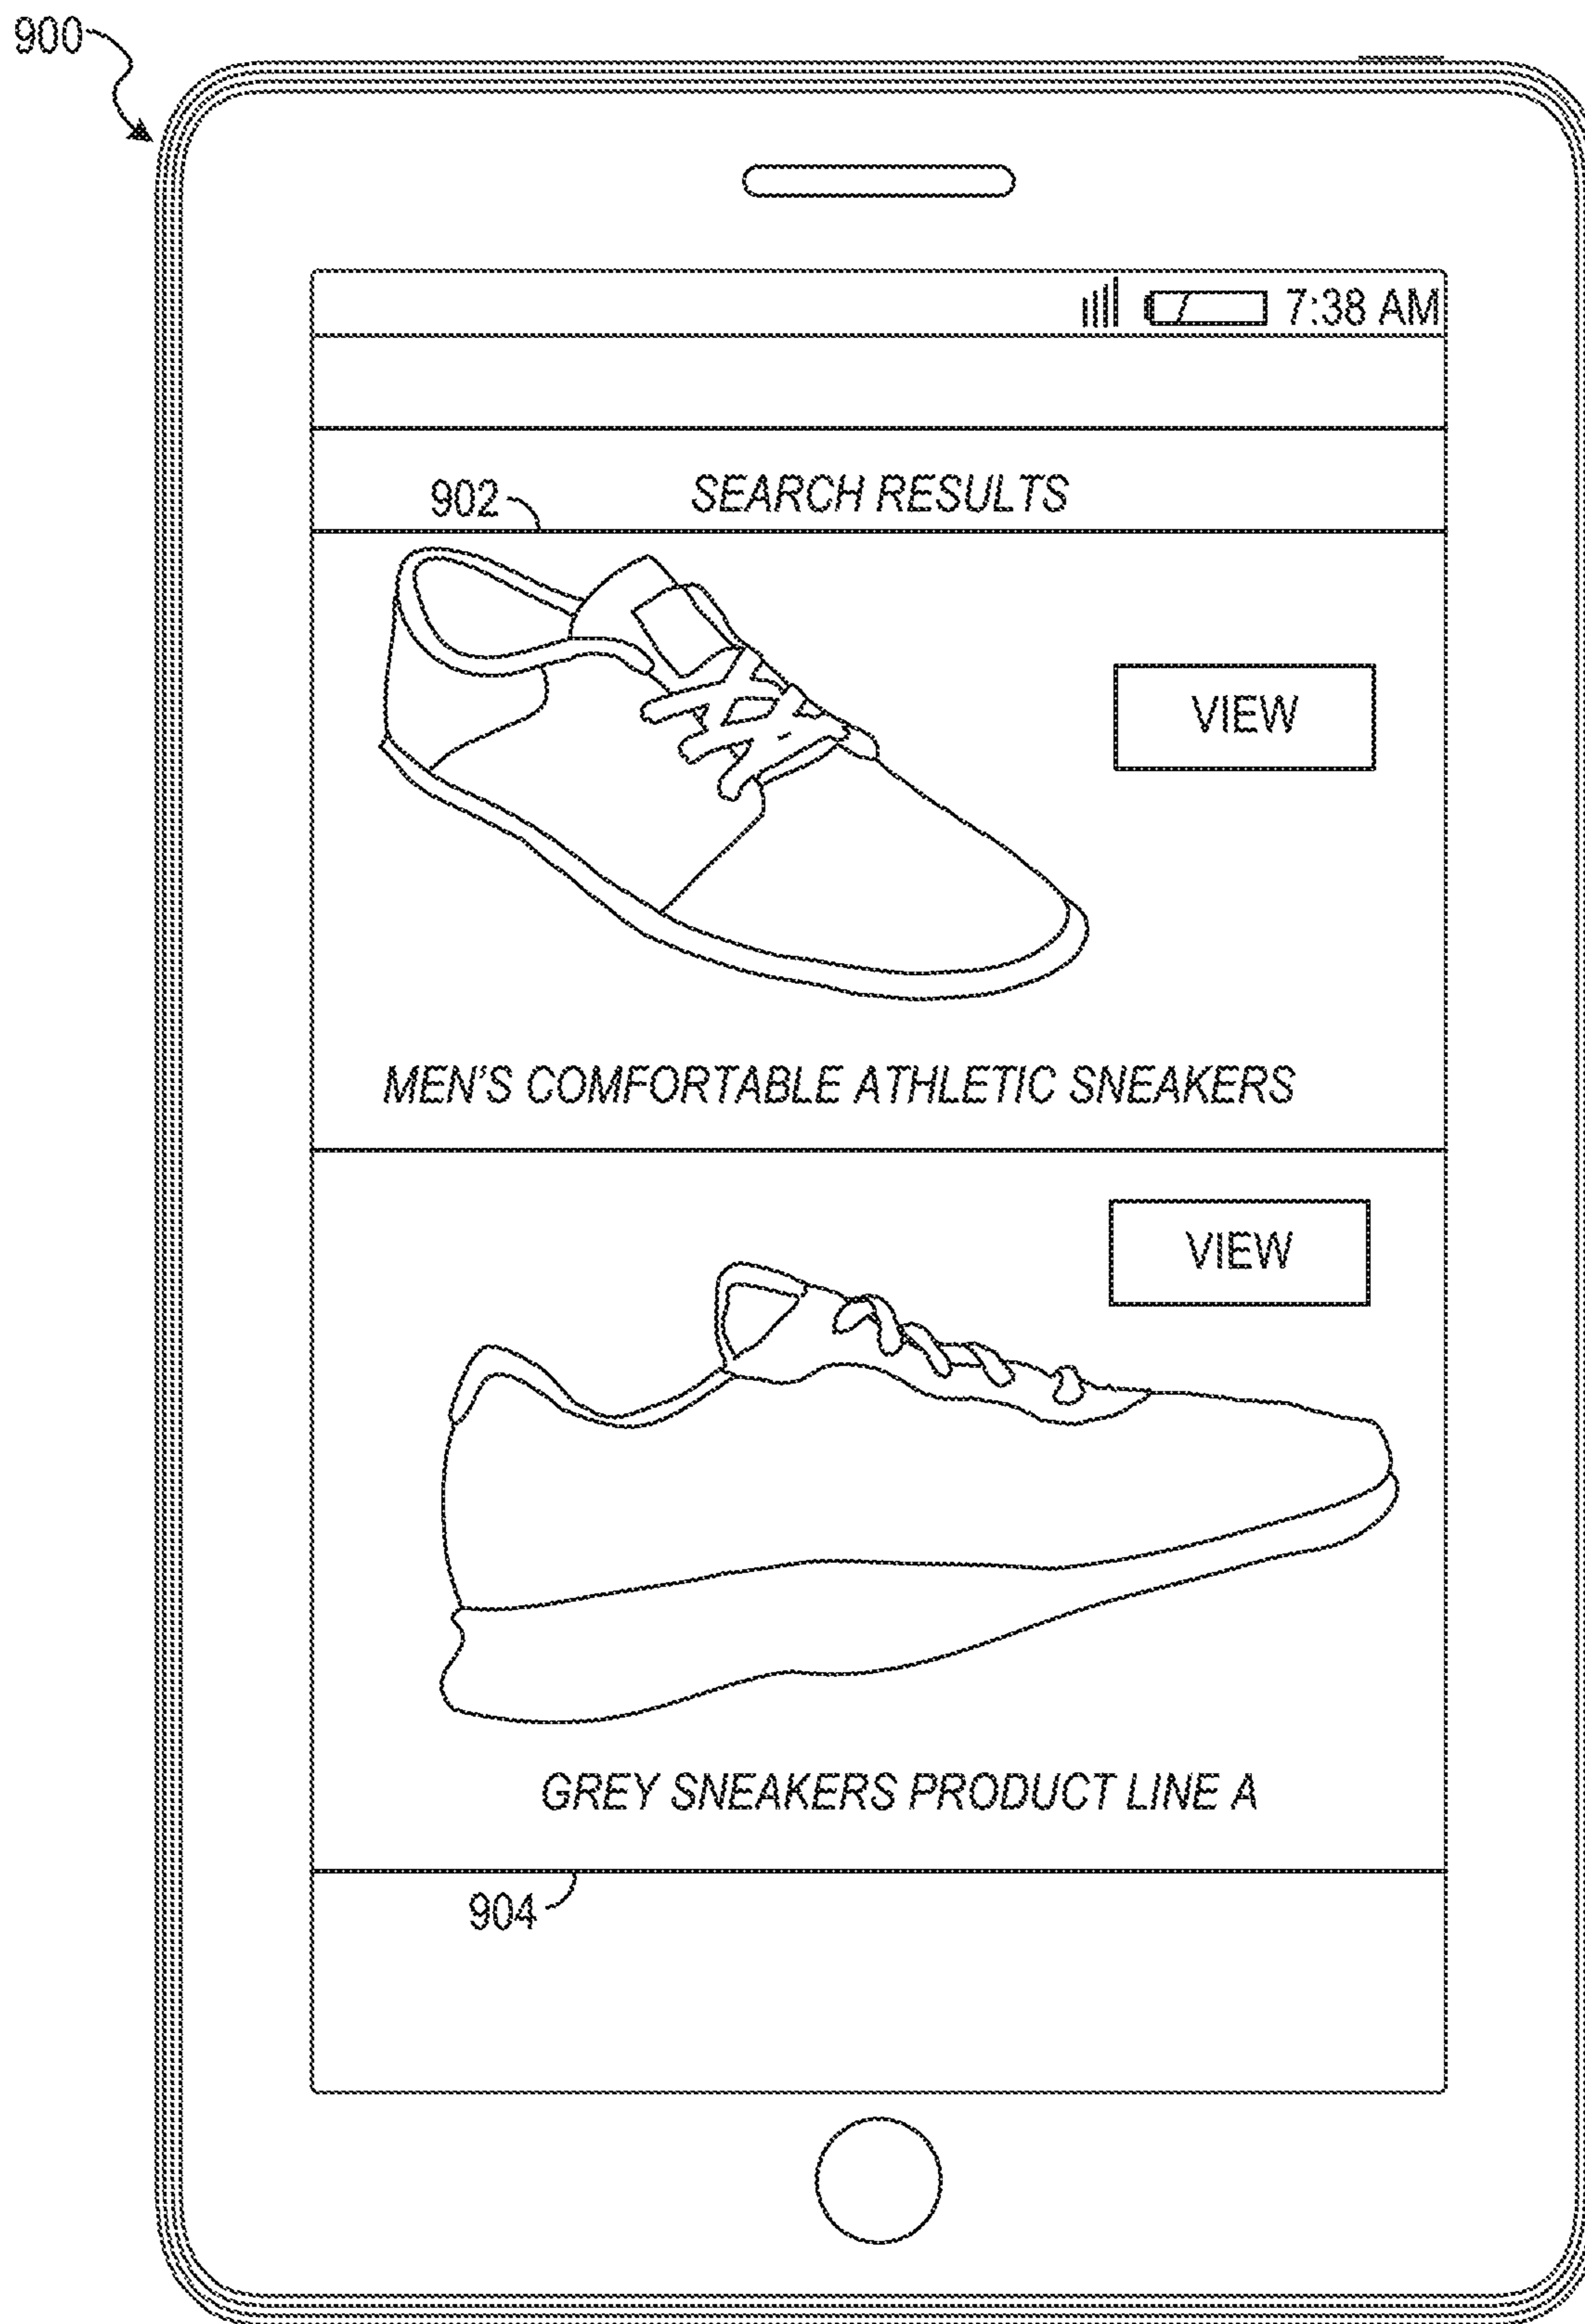 900
7:38 AM
902
SEARCH RESULTS
VIEW
MEN'S COMFORTABLE ATHLETIC SNEAKERS
VIEW
GREY SNEAKERS PRODUCT LINE A
904